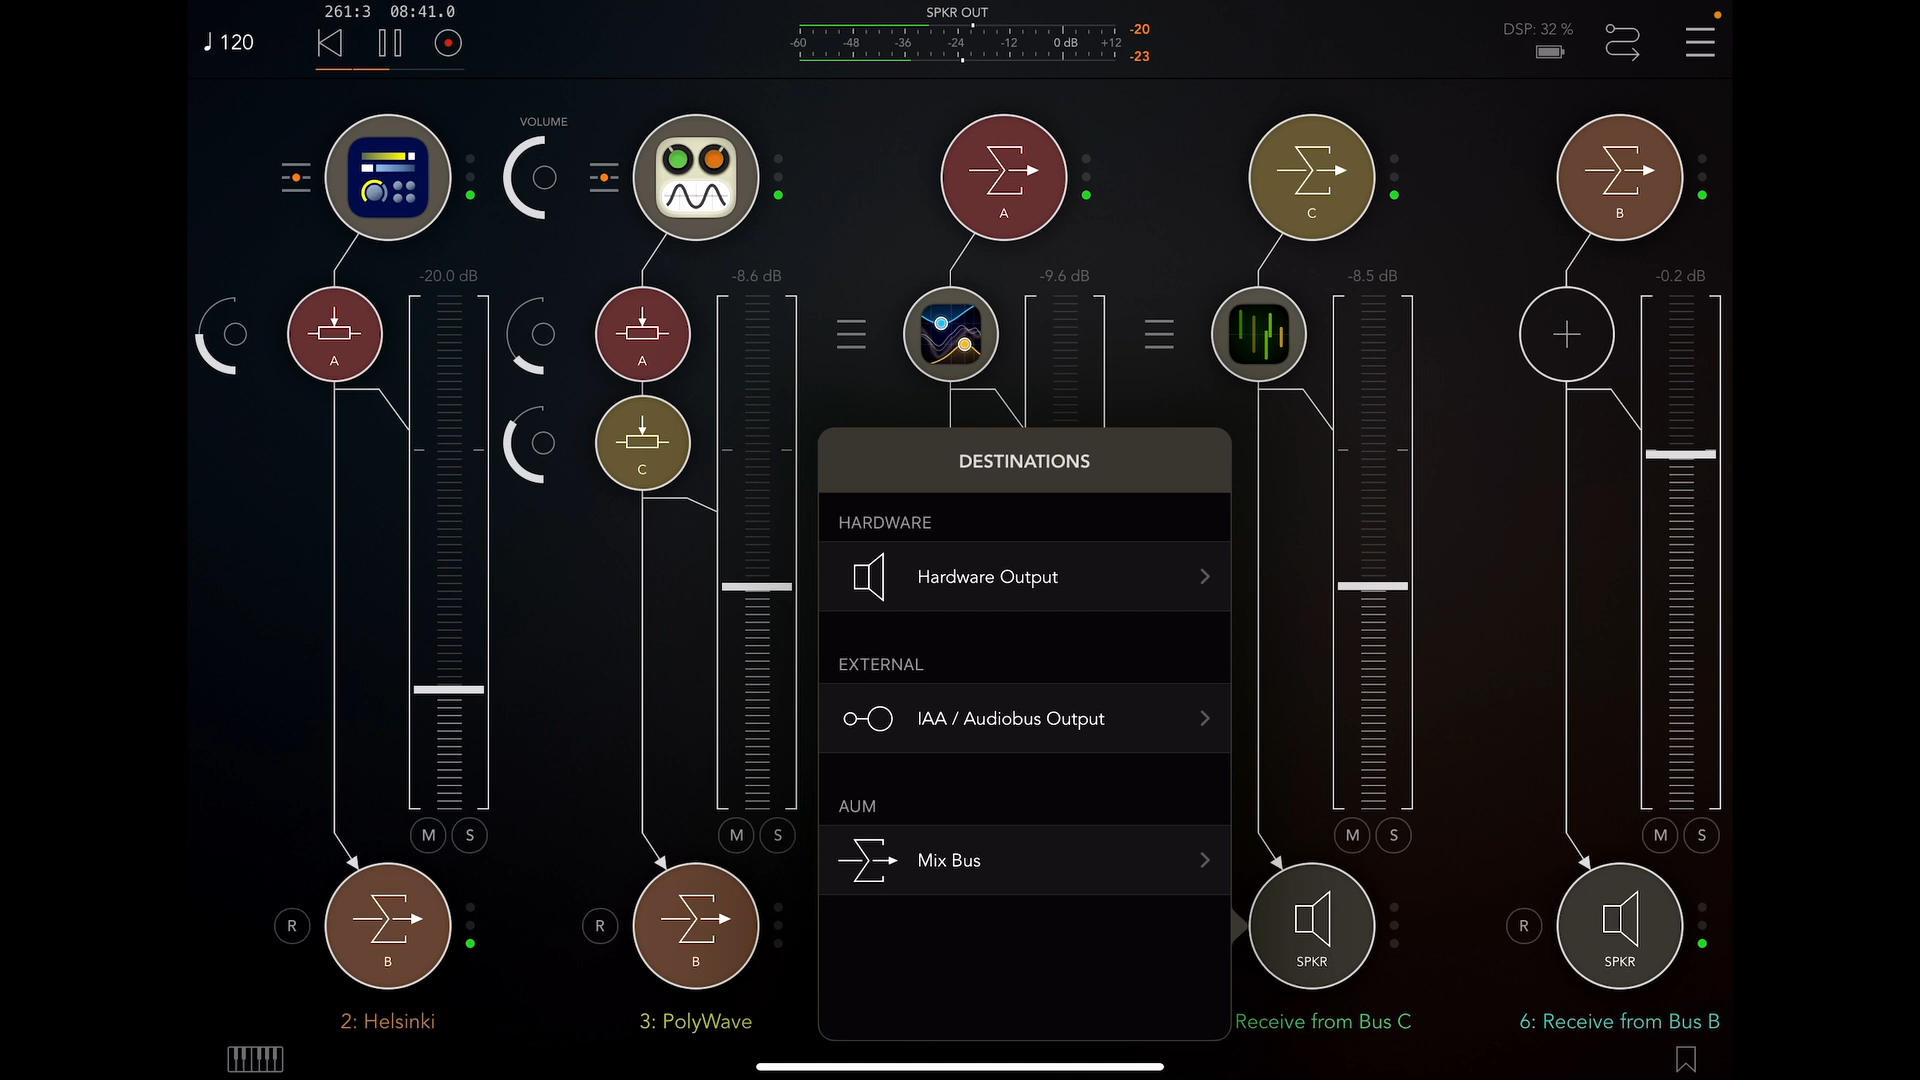 ♩ 120
261:3 08:41.0
SPKR OUT
-60 -48 -36 -24 -12 0 dB +12
-20
-23
DSP: 32 %
VOLUME
A
C
B
-20.0 dB
-8.6 dB
-9.6 dB
-8.5 dB
-0.2 dB
A
A
C
DESTINATIONS
HARDWARE
Hardware Output
EXTERNAL
IAA / Audiobus Output
AUM
Mix Bus
M S
M S
M S
M S
R
B
R
B
SPKR
R
SPKR
2: Helsinki
3: PolyWave
Receive from Bus C
6: Receive from Bus B